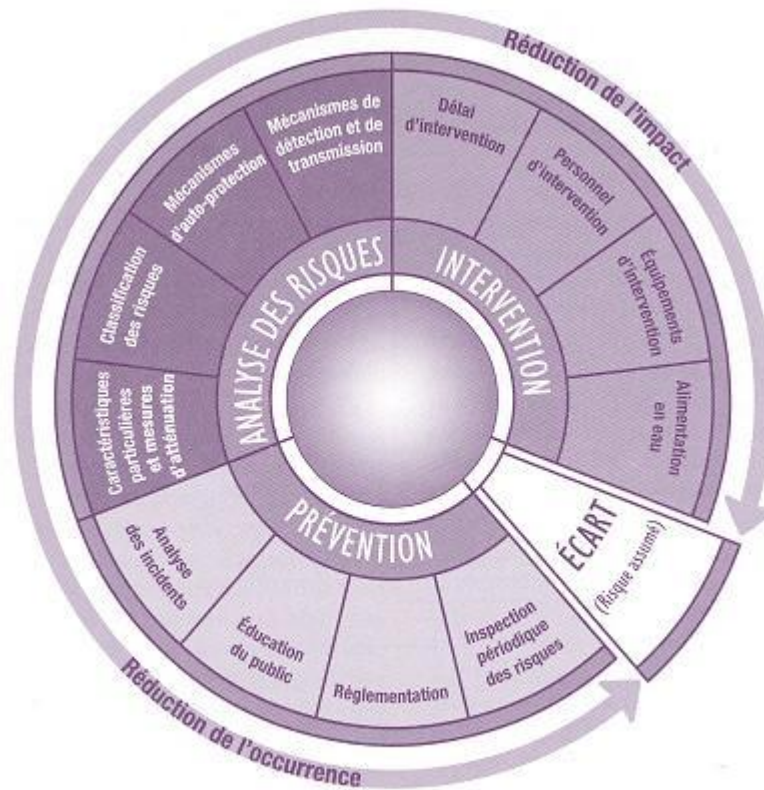 Réduction de l'impact
Mécanismes de
détection et de
transmission
Délai
d'intervention
Personnel
d'intervention
Équipements
d'intervention
Alimentation
en eau
INTERVENTION
Mécanismes
d'auto-protection
Classification
des risques
Caractéristiques
particulières
et mesures
d'atténuation
ANALYSE DES RISQUES
PRÉVENTION
Analyse
des incidents
Éducation
du public
Réglementation
Inspection
périodique
des risques
ÉCART
(Risque assumé)
Réduction de l'occurrence